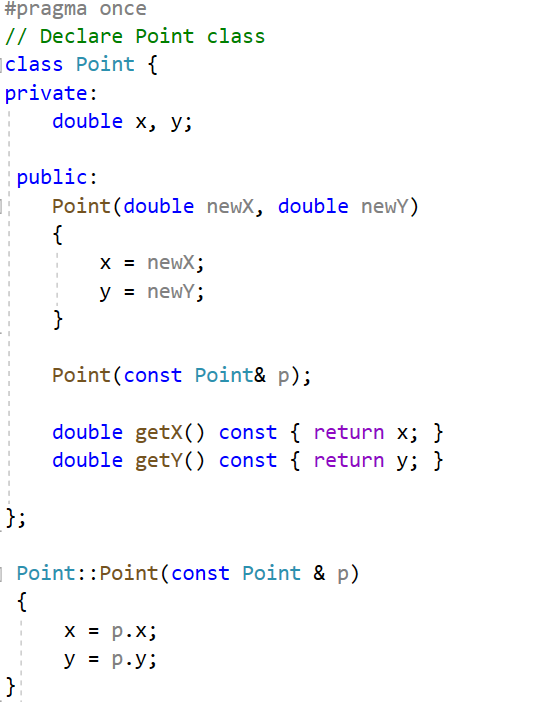 #pragma once
// Declare Point class
class Point {
private:
    double x, y;
 public:
    Point(double newX, double newY)
    {
        x = newX;
        y = newY;
    }
    Point(const Point& p);
    double getX() const { return x; }
    double getY() const { return y; }
};
 Point::Point(const Point & p)
 {
     x = p.x;
     y = p.y;
}